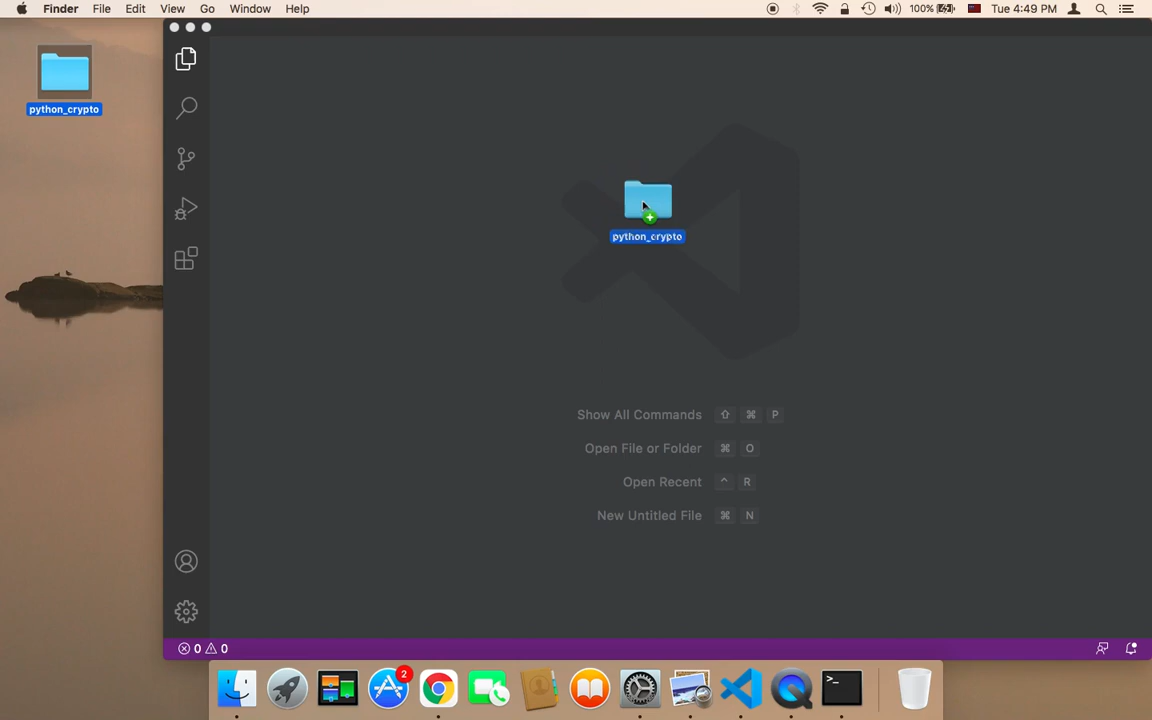 Finder File Edit View Go Window Help 100% Tue 4:49 PM
python_crypto
python_crypto
Show All Commands ⇧ ⌘ P
Open File or Folder ⌘ O
Open Recent ^ R
New Untitled File ⌘ N
0 0
2
>_